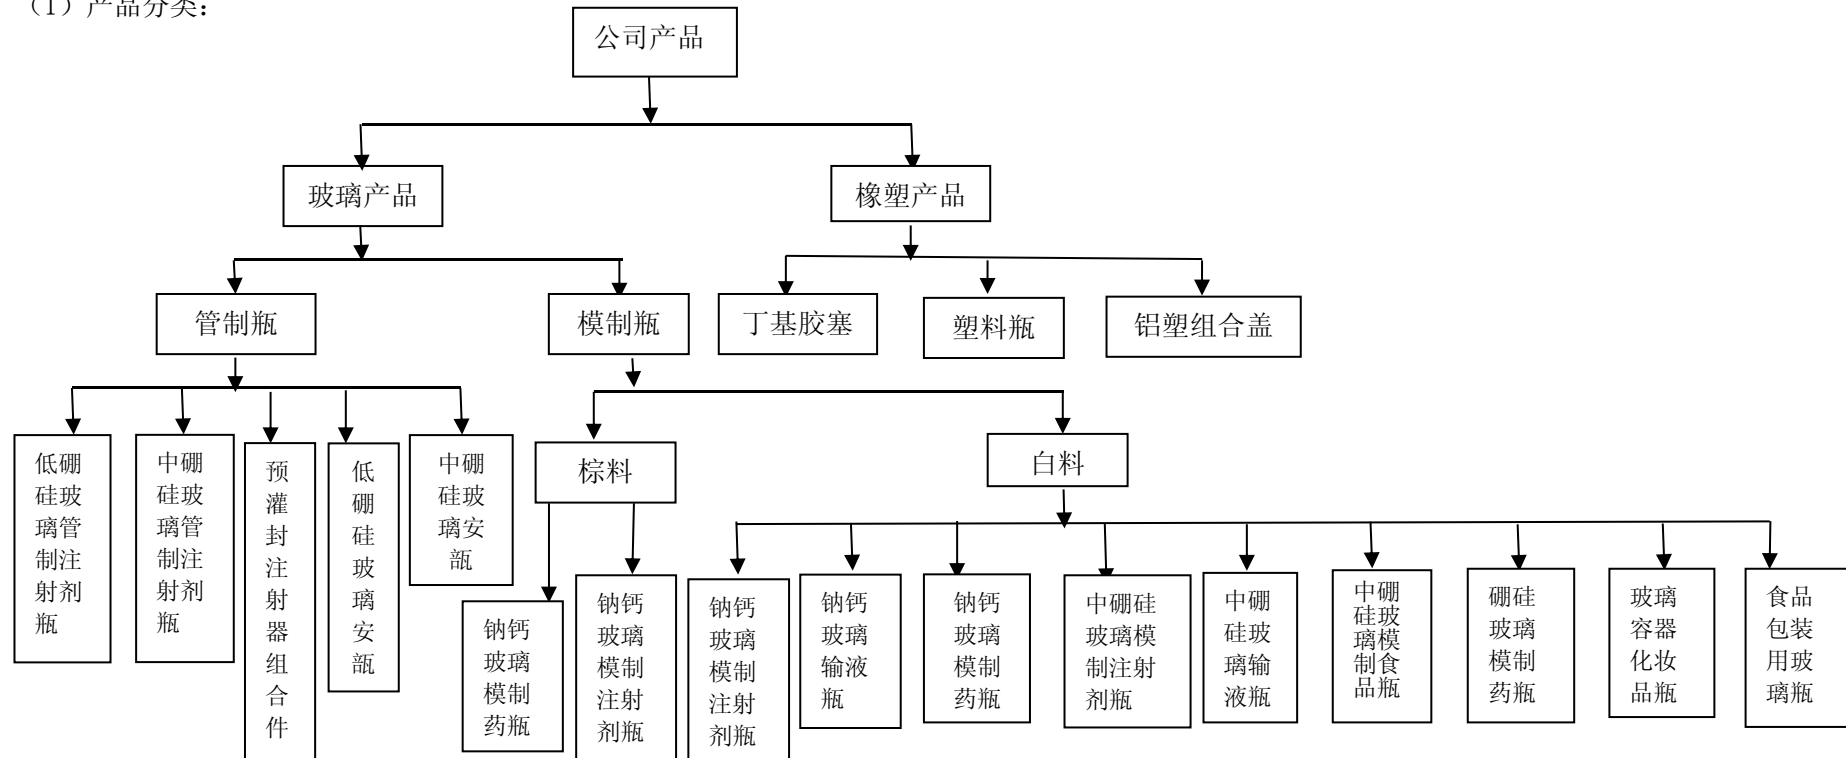 （1）产品分类：
公司产品
玻璃产品
橡塑产品
管制瓶
模制瓶
丁基胶塞
塑料瓶
铝塑组合盖
低硼
硅玻
璃管
制注
射剂
瓶
中硼
硅玻
璃管
制注
射剂
瓶
预
灌
封
注
射
器
组
合
件
低
硼
硅
玻
璃
安
瓿
中硼
硅玻
璃安
瓿
棕料
白料
钠钙
玻璃
模制
药瓶
钠钙
玻璃
模制
注射
剂瓶
钠钙
玻璃
模制
注射
剂瓶
钠钙
玻璃
输液
瓶
钠钙
玻璃
模制
药瓶
中硼硅
玻璃模
制注射
剂瓶
中硼
硅玻
璃输
液瓶
中硼
硅玻
璃模
制食
品瓶
硼硅
玻璃
模制
药瓶
玻璃
容器
化妆
品瓶
食品
包装
用玻
璃瓶